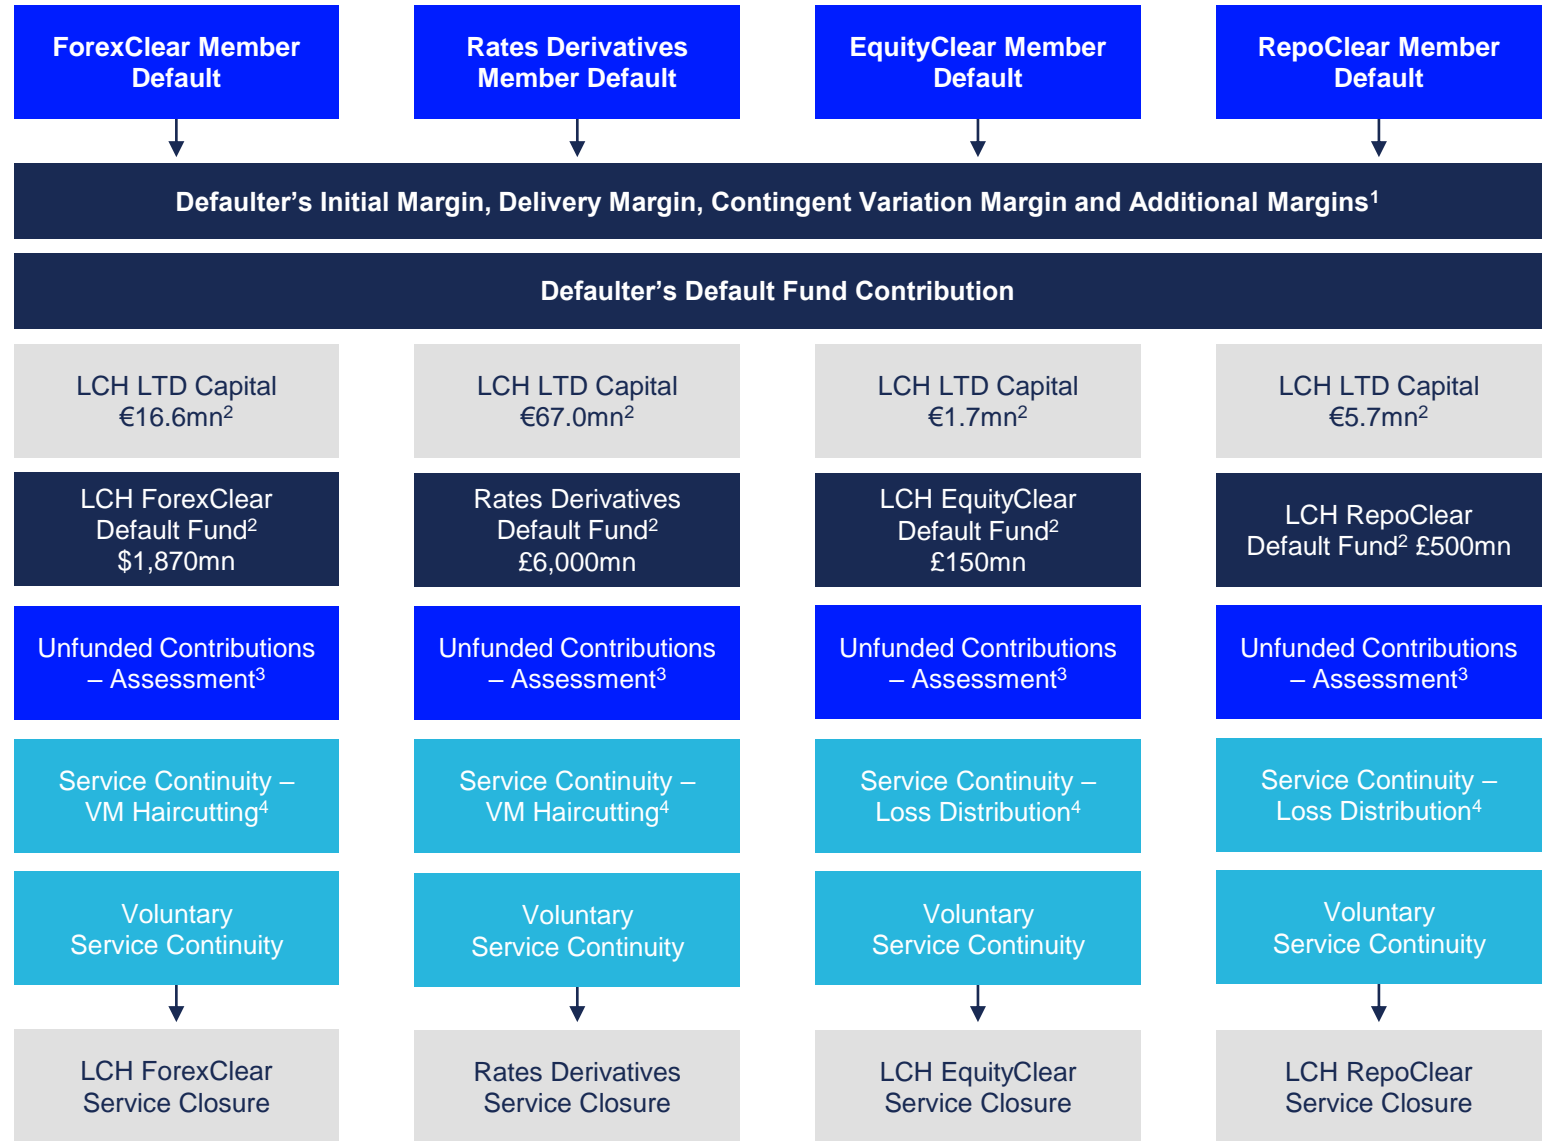 ForexClear Member
Default
Rates Derivatives
Member Default
EquityClear Member
Default
RepoClear Member
Default
Defaulter’s Initial Margin, Delivery Margin, Contingent Variation Margin and Additional Margins¹
Defaulter’s Default Fund Contribution
LCH LTD Capital
€16.6mn²
LCH LTD Capital
€67.0mn²
LCH LTD Capital
€1.7mn²
LCH LTD Capital
€5.7mn²
LCH ForexClear
Default Fund²
$1,870mn
Rates Derivatives
Default Fund²
£6,000mn
LCH EquityClear
Default Fund²
£150mn
LCH RepoClear
Default Fund² £500mn
Unfunded Contributions
– Assessment³
Unfunded Contributions
– Assessment³
Unfunded Contributions
– Assessment³
Unfunded Contributions
– Assessment³
Service Continuity –
VM Haircutting⁴
Service Continuity –
VM Haircutting⁴
Service Continuity –
Loss Distribution⁴
Service Continuity –
Loss Distribution⁴
Voluntary
Service Continuity
Voluntary
Service Continuity
Voluntary
Service Continuity
Voluntary
Service Continuity
LCH ForexClear
Service Closure
Rates Derivatives
Service Closure
LCH EquityClear
Service Closure
LCH RepoClear
Service Closure